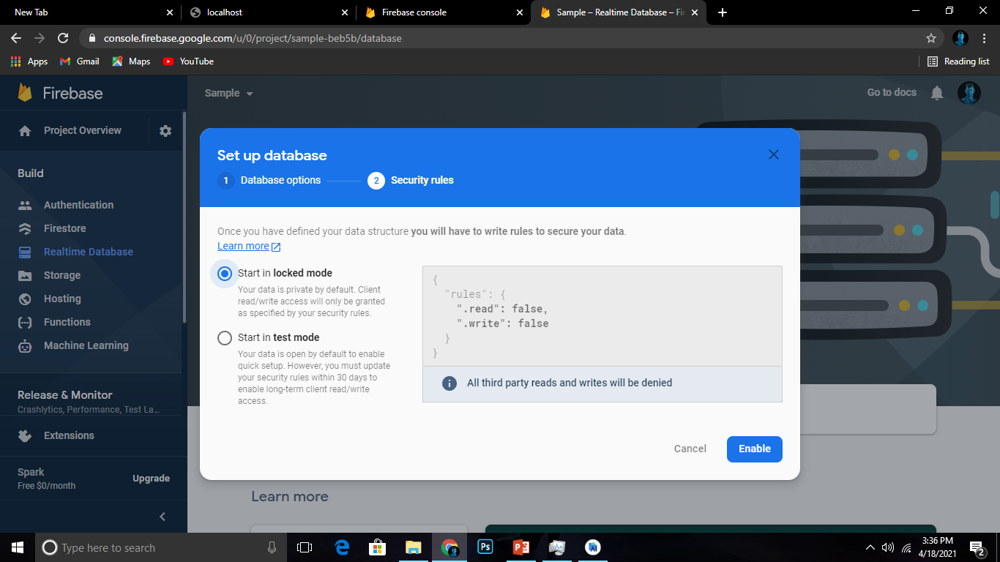 New Tab
localhost
Firebase console
Sample – Realtime Database – Fi
console.firebase.google.com/u/0/project/sample-beb5b/database
Apps
Gmail
Maps
YouTube
Reading list
Firebase
Sample
Go to docs
Project Overview
Build
Authentication
Firestore
Realtime Database
Storage
Hosting
Functions
Machine Learning
Release & Monitor
Crashlytics, Performance, Test La...
Extensions
Spark
Free $0/month
Upgrade
Set up database
1 Database options
2 Security rules
Once you have defined your data structure you will have to write rules to secure your data.
Learn more
Start in locked mode
Your data is private by default. Client
read/write access will only be granted
as specified by your security rules.
Start in test mode
Your data is open by default to enable
quick setup. However, you must update
your security rules within 30 days to
enable long-term client read/write
access.
{
"rules": {
".read": false,
".write": false
}
}
All third party reads and writes will be denied
Cancel
Enable
Learn more
Type here to search
Ps
3:36 PM
4/18/2021
2